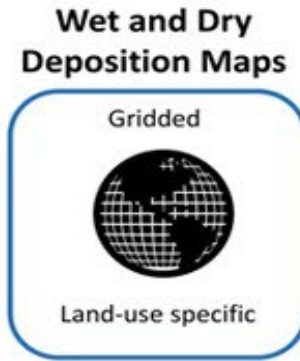 Wet and Dry
Deposition Maps
Gridded
Land-use specific